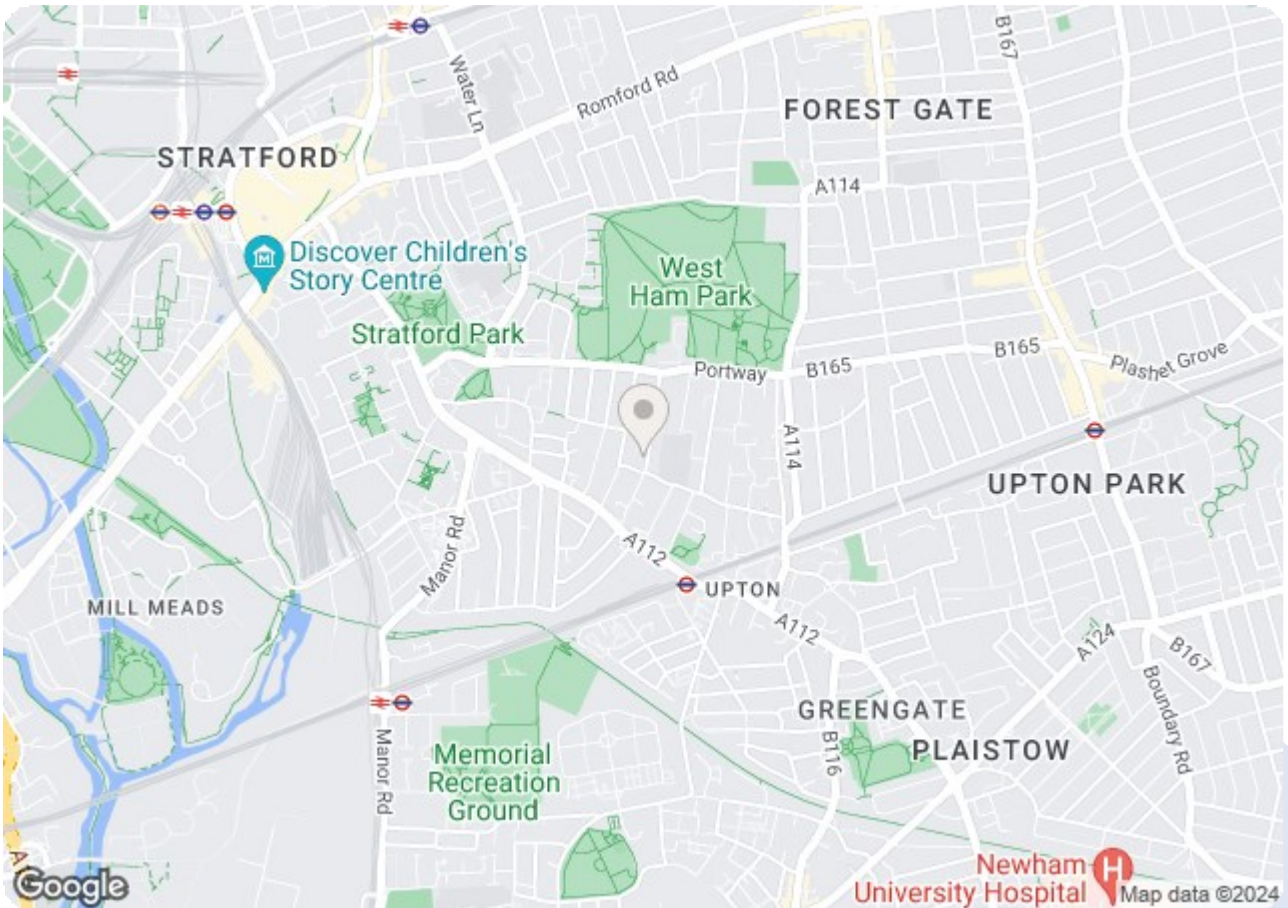 B167
Water Ln
Romford Rd
FOREST GATE
STRATFORD
A114
Discover Children's
Story Centre
West
Ham Park
Stratford Park
B165
Plashet Grove
Portway
B165
A114
UPTON PARK
Manor Rd
A112
UPTON
MILL MEADS
A112
A124
B167
Boundary Rd
GREENGATE
Manor Rd
B116
PLAISTOW
Memorial
Recreation
Ground
Newham
University Hospital
H
Google
Map data ©2024